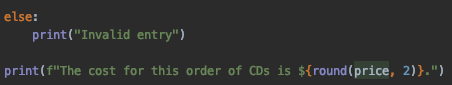 else:
    print("Invalid entry")
print(f"The cost for this order of CDs is ${round(price, 2)}.")